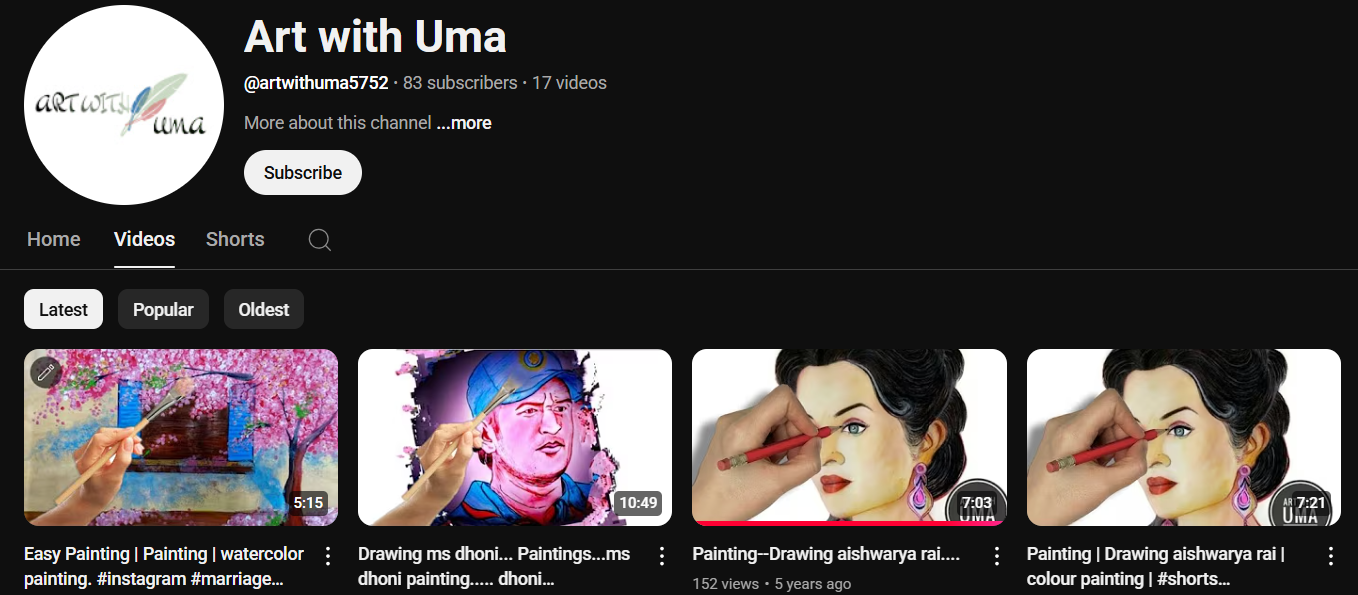 Art with Uma
ART WITH
uma
@artwithuma5752 · 83 subscribers · 17 videos
More about this channel ...more
Subscribe
Home Videos Shorts
Latest Popular Oldest
5:15 10:49 7:03 7:21
UMA AR UMA
Easy Painting | Painting | watercolor
painting. #instagram #marriage...
Drawing ms dhoni... Paintings...ms
dhoni painting..... dhoni...
Painting--Drawing aishwarya rai....
152 views • 5 years ago
Painting | Drawing aishwarya rai |
colour painting | #shorts...